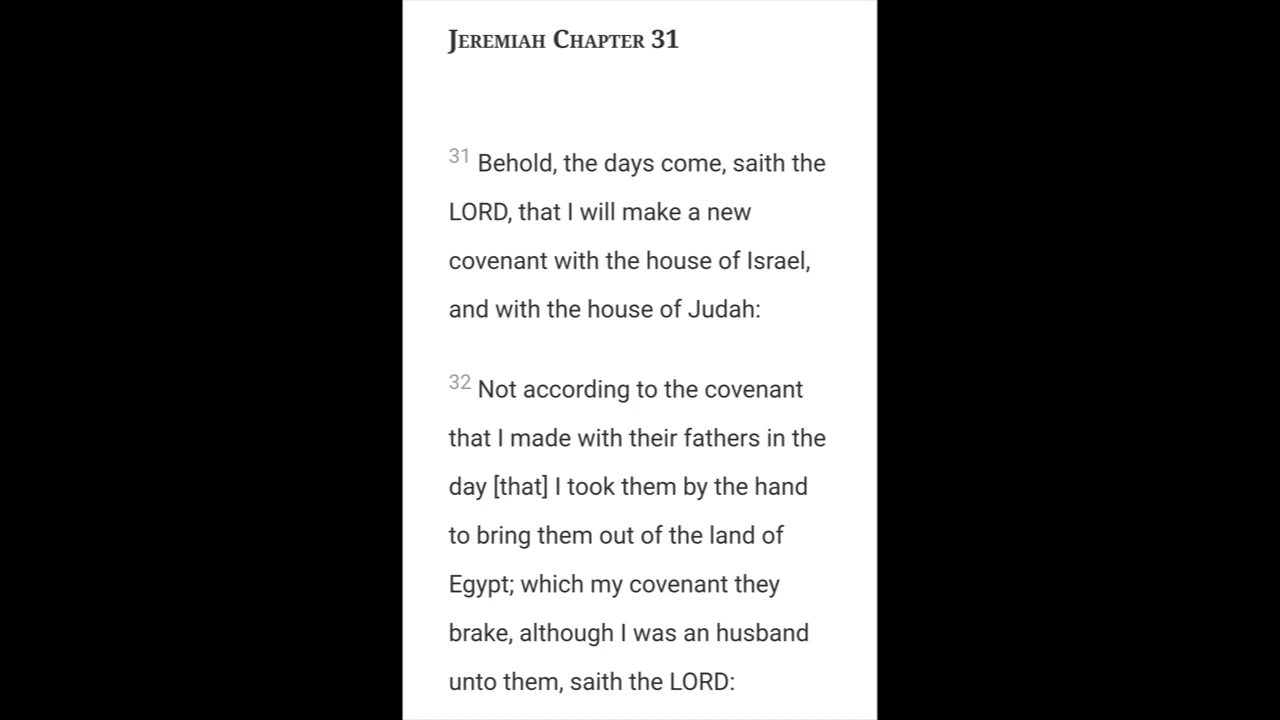 Jeremiah Chapter 31
31 Behold, the days come, saith the
LORD, that I will make a new
covenant with the house of Israel,
and with the house of Judah:
32 Not according to the covenant
that I made with their fathers in the
day [that] I took them by the hand
to bring them out of the land of
Egypt; which my covenant they
brake, although I was an husband
unto them, saith the LORD: